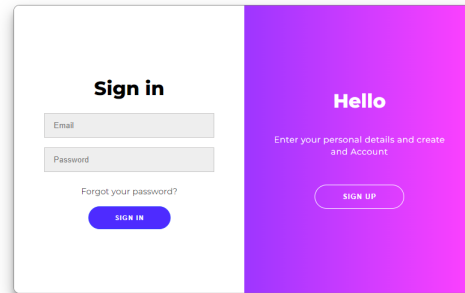 Sign in
Email
Password
Forgot your password?
SIGN IN
Hello
Enter your personal details and create
and Account
SIGN UP